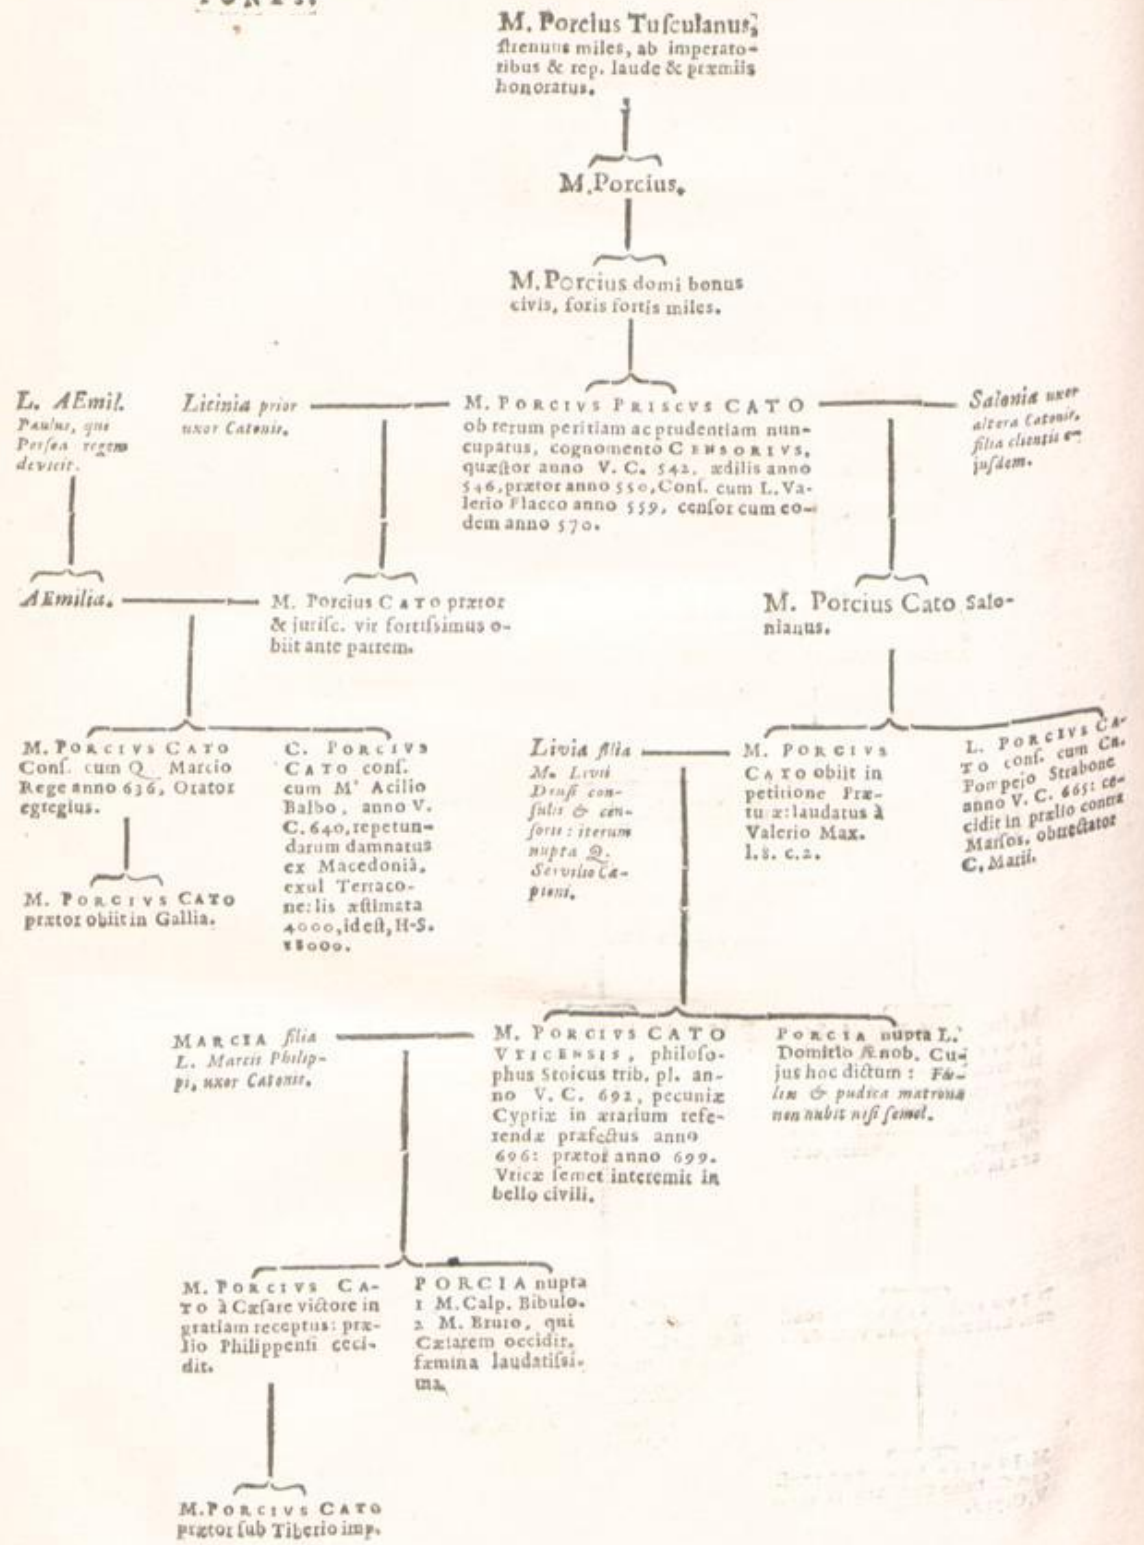 M. Porcius Tuſculanus,
ſtrenuus miles, ab imperato-
ribus & rep. laude & præmiis
honoratus.
M. Porcius.
M. Porcius domi bonus
civis, foris fortis miles.
L. AEmil.
Paulus, qui
Perſea regem
devicit.
Licinia prior
uxor Catonis.
M. PORCIVS PRISCVS CATO
ob rerum peritiam ac prudentiam nun-
cupatus, cognomento CENSORIVS,
quæſtor anno V. C. 542, ædilis anno
546, prætor anno 550, Conſ. cum L. Va-
lerio Flacco anno 559, cenſor cum eo-
dem anno 570.
Salonia uxor
altera Catonis,
filia clientis e-
juſdem.
AEmilia.
M. Porcius CATO prætor
& juriſc. vir fortiſsimus o-
biit ante patrem.
M. Porcius Cato Salo-
nianus.
M. PORCIVS CATO
Conſ. cum Q. Marcio
Rege anno 636, Orator
egregius.
C. PORCIVS
CATO conſ.
cum M' Acilio
Balbo, anno V.
C. 640, repetun-
darum damnatus
ex Macedoniâ,
exul Terraco-
ne: lis æſtimata
4000, id eſt, H-S.
18000.
Livia filia
M. Livii
Druſi con-
ſulis & cen-
ſoris: iterum
nupta Q.
Servilio Cæ-
pioni.
M. PORCIVS
CATO obiit in
petitione Præ-
turæ: laudatus à
Valerio Max.
l. 8. c. 2.
L. PORCIVS CA-
TO conſ. cum Cn.
Pompejo Strabone
anno V. C. 665: ce-
cidit in prælio contra
Marſos. obtrectator
C. Marii.
M. PORCIVS CATO
prætor obiit in Gallia.
MARCIA filia
L. Marcii Philip-
pi, uxor Catonis.
M. PORCIVS CATO
VTICENSIS, philoſo-
phus Stoicus trib. pl. an-
no V. C. 692, pecuniæ
Cypriæ in ærarium refe-
rendæ præfectus anno
696: prætor anno 699.
Vticæ ſemet interemit in
bello civili.
PORCIA nupta L.
Domitio Ænob. Cu-
jus hoc dictum: Fœ-
lix & pudica matrona
non nubit niſi ſemel.
M. PORCIVS CA-
TO à Cæſare victore in
gratiam receptus: præ-
lio Philippenſi ceci-
dit.
PORCIA nupta
1 M. Calp. Bibulo.
2. M. Bruto, qui
Cæſarem occidit.
fæmina laudatiſsi-
ma.
M. PORCIVS CATO
prætor ſub Tiberio imp.